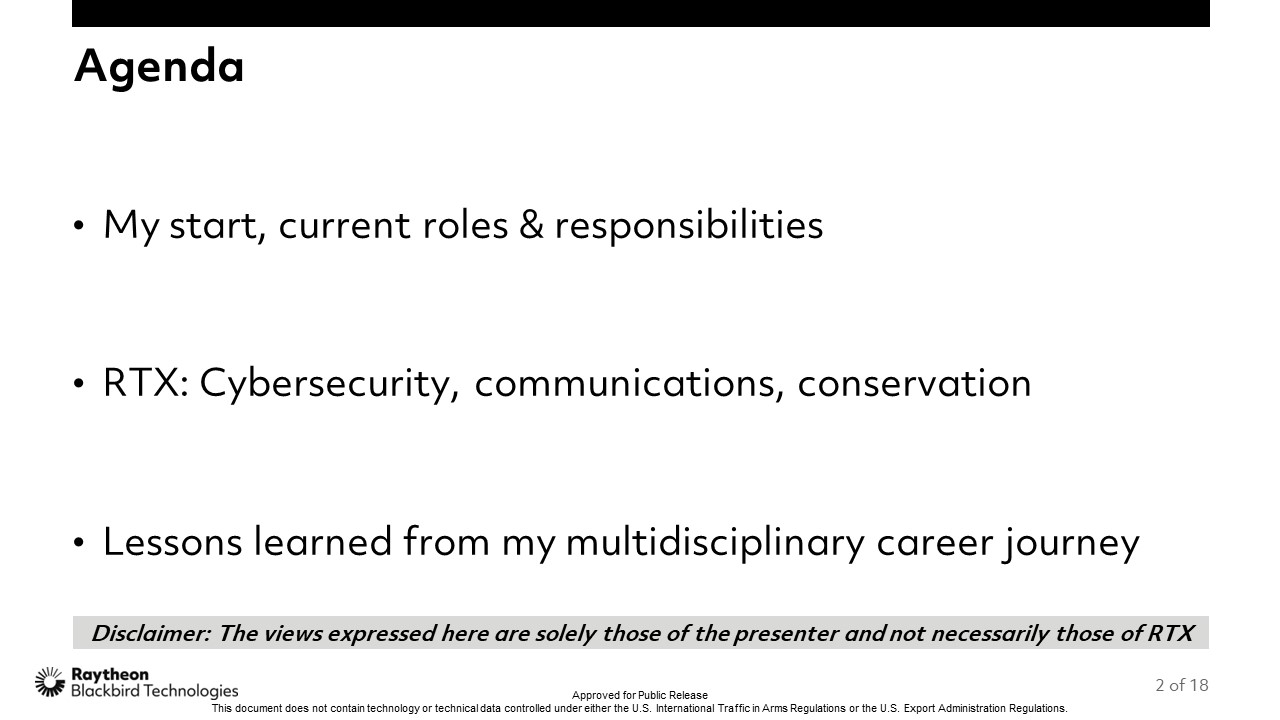 Agenda
• My start, current roles & responsibilities
• RTX: Cybersecurity, communications, conservation
• Lessons learned from my multidisciplinary career journey
Disclaimer: The views expressed here are solely those of the presenter and not necessarily those of RTX
Raytheon
Blackbird Technologies
2 of 18
Approved for Public Release
This document does not contain technology or technical data controlled under either the U.S. International Traffic in Arms Regulations or the U.S. Export Administration Regulations.